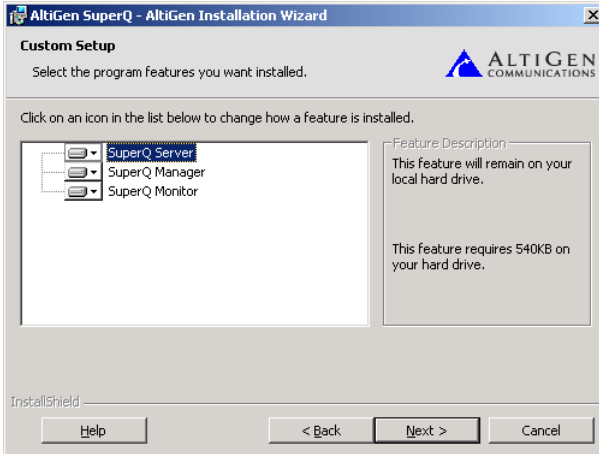 AltiGen SuperQ - AltiGen Installation Wizard
Custom Setup
Select the program features you want installed.
ALTIGEN
COMMUNICATIONS
Click on an icon in the list below to change how a feature is installed.
SuperQ Server
SuperQ Manager
SuperQ Monitor
Feature Description
This feature will remain on your
local hard drive.
This feature requires 540KB on
your hard drive.
InstallShield
Help
< Back
Next >
Cancel